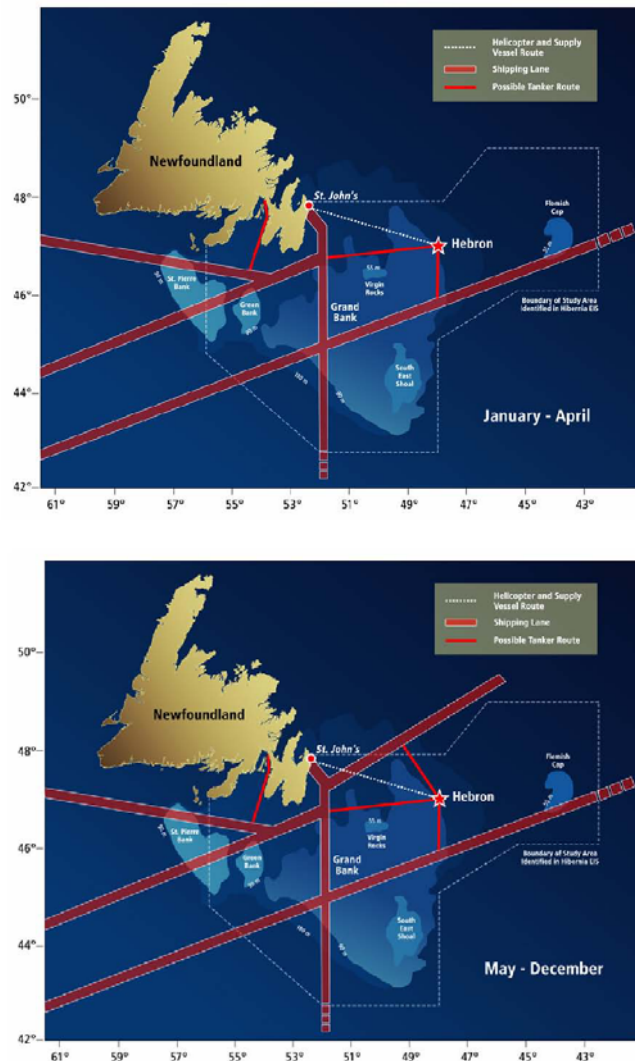 Helicopter and Supply
Vessel Route
Shipping Lane
Possible Tanker Route
50°
Newfoundland
48°
St. John's
Flemish
Cap
Hebron
St. Pierre
Bank
55 m
Virgin
Rocks
46°
Green
Bank
Grand
Bank
Boundary of Study Area
Identified in Hibernia EIS
South
East
Shoal
44°
January - April
42°
61° 59° 57° 55° 53° 51° 49° 47° 45° 43°
Helicopter and Supply
Vessel Route
Shipping Lane
Possible Tanker Route
50°
Newfoundland
48°
St. John's
Flemish
Cap
Hebron
St. Pierre
Bank
55 m
Virgin
Rocks
46°
Green
Bank
Grand
Bank
Boundary of Study Area
Identified in Hibernia EIS
South
East
Shoal
44°
May - December
42°
61° 59° 57° 55° 53° 51° 49° 47° 45° 43°